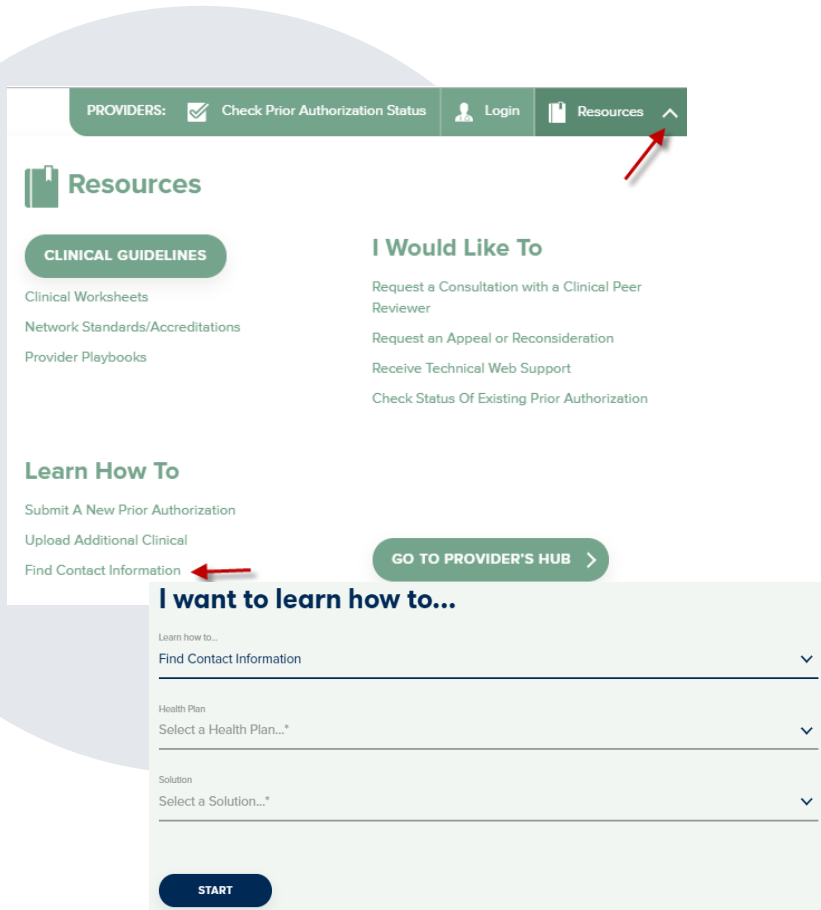 PROVIDERS: Check Prior Authorization Status Login Resources
Resources
CLINICAL GUIDELINES
Clinical Worksheets
Network Standards/Accreditations
Provider Playbooks
I Would Like To
Request a Consultation with a Clinical Peer
Reviewer
Request an Appeal or Reconsideration
Receive Technical Web Support
Check Status Of Existing Prior Authorization
Learn How To
Submit A New Prior Authorization
Upload Additional Clinical
Find Contact Information
GO TO PROVIDER'S HUB
I want to learn how to...
Learn how to...
Find Contact Information
Health Plan
Select a Health Plan...*
Solution
Select a Solution...*
START